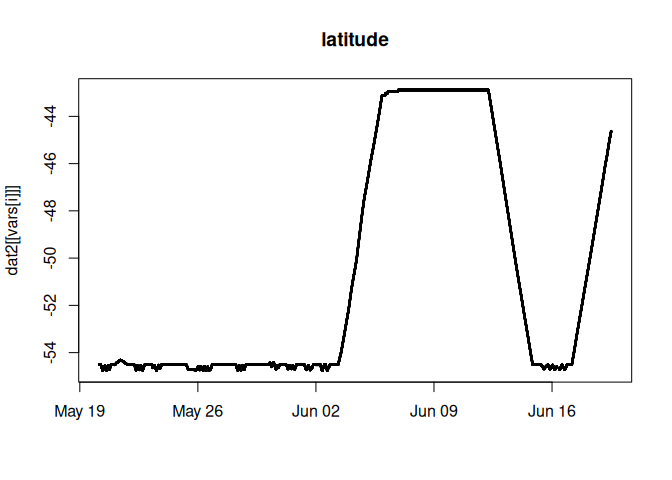 latitude
dat2[[vars[i]]]
-44
-46
-48
-50
-52
-54
May 19
May 26
Jun 02
Jun 09
Jun 16